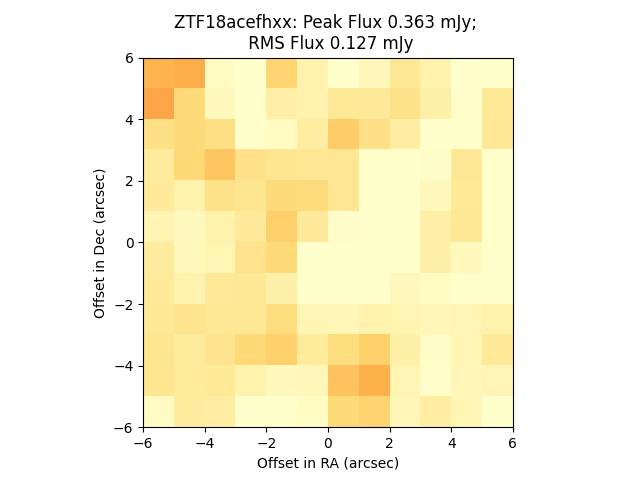 ZTF18acefhxx: Peak Flux 0.363 mJy;
RMS Flux 0.127 mJy
6
4
2
0
−2
−4
−6
Offset in Dec (arcsec)
−6 −4 −2 0 2 4 6
Offset in RA (arcsec)